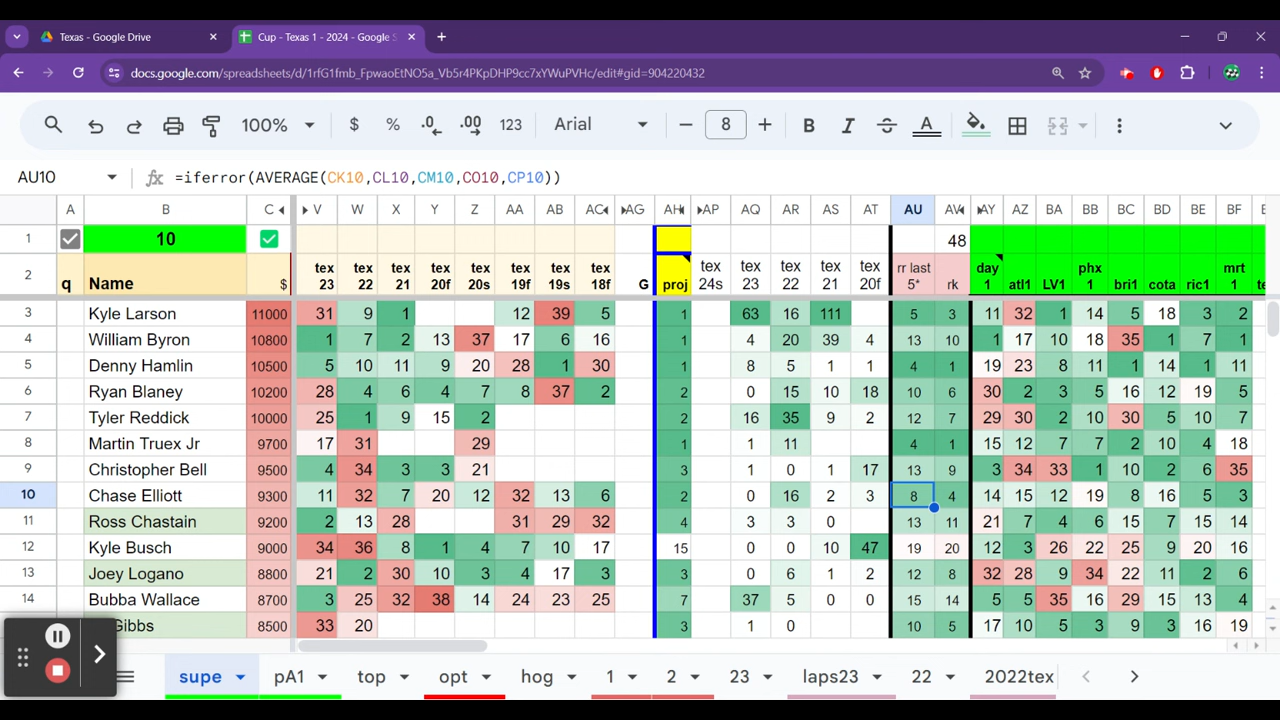 Texas - Google Drive
Cup - Texas 1 - 2024 - Google S
docs.google.com/spreadsheets/d/1rfG1fmb_FpwaoEtNO5a_Vb5r4PKpDHP9cc7xYWuPVHc/edit#gid=904220432
100% $ % .0 .00 123 Arial 8 B I S A
AU10 fx =iferror(AVERAGE(CK10,CL10,CM10,CO10,CP10))
A B C V W X Y Z AA AB AC AG AH AP AQ AR AS AT AU AV AY AZ BA BB BC BD BE BF
1 10 48
2 q Name $ tex 23 tex 22 tex 21 tex 20f tex 20s tex 19f tex 19s tex 18f G proj tex 24s tex 23 tex 22 tex 21 tex 20f rr last 5* rk day 1 atl1 LV1 phx 1 bri1 cota ric1 mrt 1 te
3 Kyle Larson 11000 31 9 1 12 39 5 1 63 16 111 5 3 11 32 1 14 5 18 3 2
4 William Byron 10800 1 7 2 13 37 17 6 16 1 4 20 39 4 13 10 1 17 10 18 35 1 7 1
5 Denny Hamlin 10500 5 10 11 9 20 28 1 30 1 8 5 1 1 4 1 19 23 8 11 1 14 1 11
6 Ryan Blaney 10200 28 4 6 4 7 8 37 2 2 0 15 10 18 10 6 30 2 3 5 16 12 19 5
7 Tyler Reddick 10000 25 1 9 15 2 2 16 35 9 2 12 7 29 30 2 10 30 5 10 7
8 Martin Truex Jr 9700 17 31 29 1 1 11 4 1 15 12 7 7 2 10 4 18
9 Christopher Bell 9500 4 34 3 3 21 3 1 0 1 17 13 9 3 34 33 1 10 2 6 35
10 Chase Elliott 9300 11 32 7 20 12 32 13 6 2 0 16 2 3 8 4 14 15 12 19 8 16 5 3
11 Ross Chastain 9200 2 13 28 31 29 32 4 3 3 0 13 11 21 7 4 6 15 7 15 14
12 Kyle Busch 9000 34 36 8 1 4 7 10 17 15 0 0 10 47 19 20 12 3 26 22 25 9 20 16
13 Joey Logano 8800 21 2 30 10 3 4 17 3 3 0 6 1 2 12 8 32 28 9 34 22 11 2 6
14 Bubba Wallace 8700 3 25 32 38 14 24 23 25 7 37 5 0 0 15 14 5 5 35 16 29 15 13 4
Gibbs 8500 33 20 3 1 0 10 5 17 10 5 3 9 3 16 19
supe pA1 top opt hog 1 2 23 laps23 22 2022tex